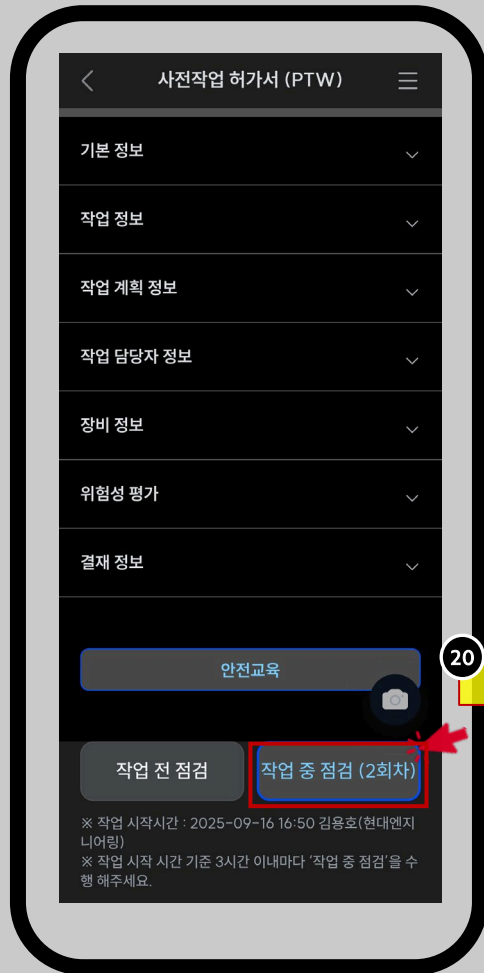 사전작업 허가서 (PTW)
기본 정보
작업 정보
작업 계획 정보
작업 담당자 정보
장비 정보
위험성 평가
결재 정보
안전교육
20
작업 전 점검
작업 중 점검 (2회차)
※ 작업 시작시간 : 2025-09-16 16:50 김용호(현대엔지
니어링)
※ 작업 시작 시간 기준 3시간 이내마다 '작업 중 점검'을 수
행 해주세요.